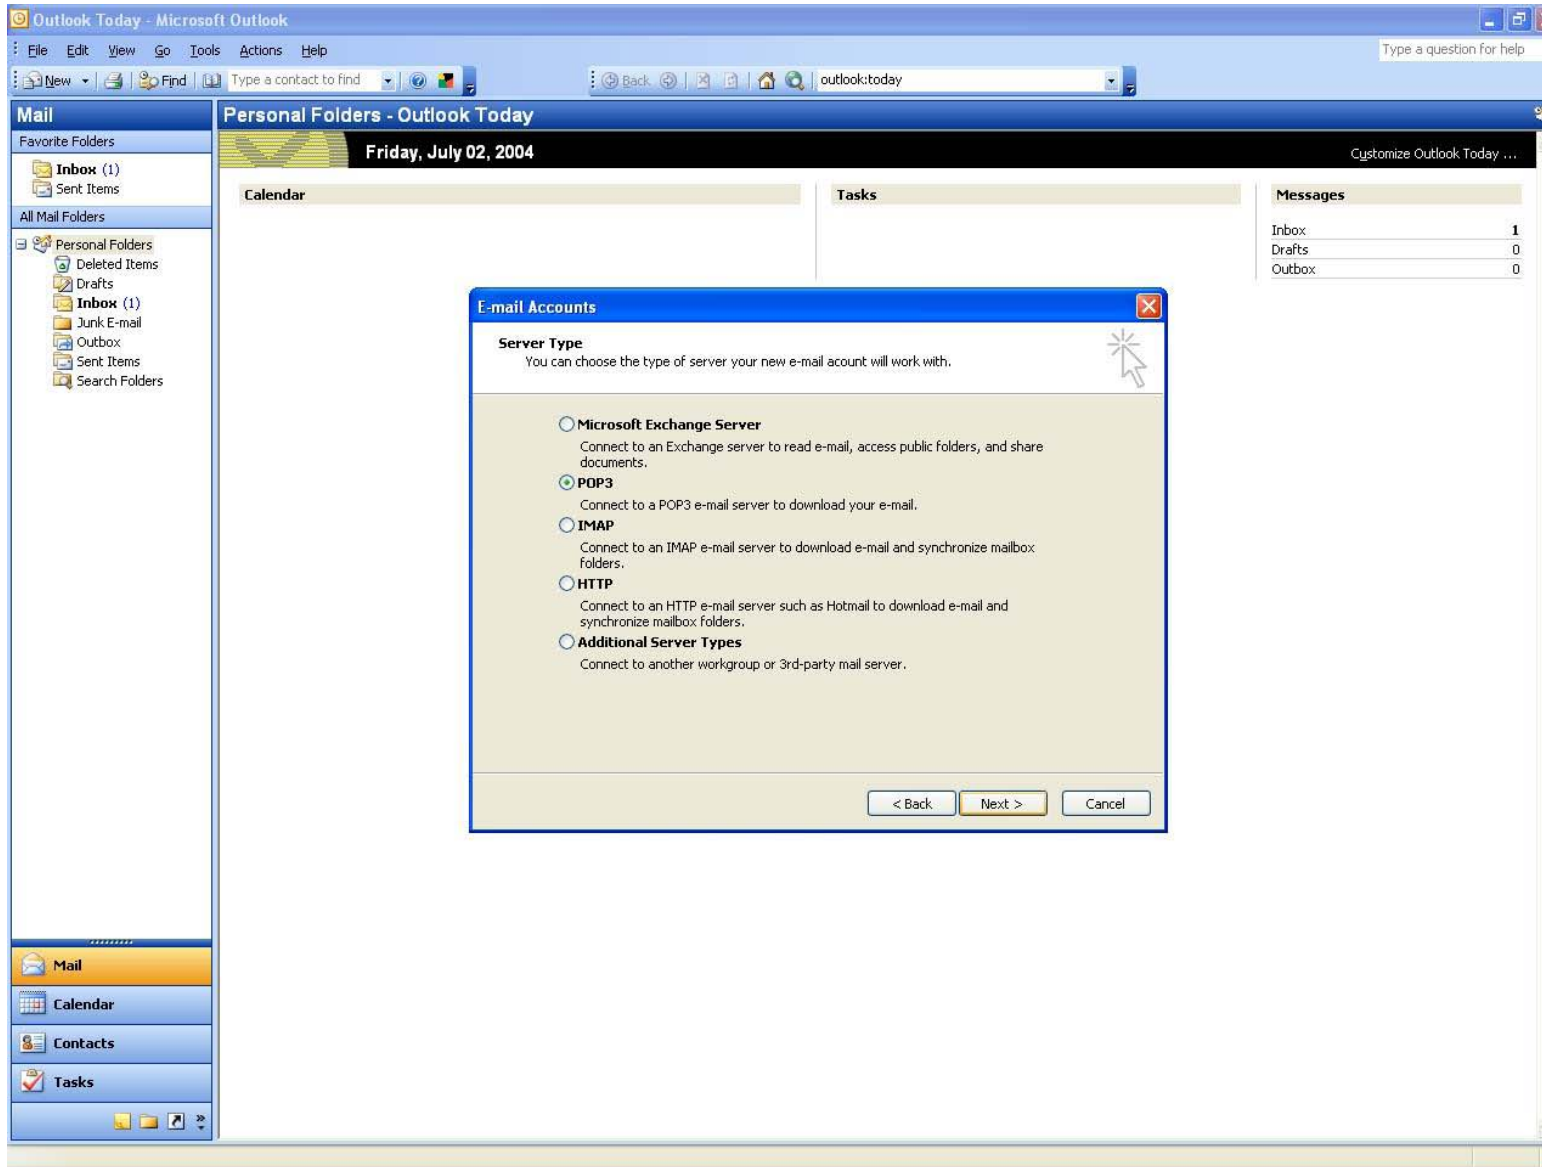 Outlook Today - Microsoft Outlook
File Edit View Go Tools Actions Help
Type a question for help
New Find Type a contact to find Back outlook:today
Mail
Personal Folders - Outlook Today
Favorite Folders
Friday, July 02, 2004
Customize Outlook Today ...
Inbox (1)
Sent Items
All Mail Folders
Personal Folders
Deleted Items
Drafts
Inbox (1)
Junk E-mail
Outbox
Sent Items
Search Folders
Calendar
Tasks
Messages
Inbox 1
Drafts 0
Outbox 0
E-mail Accounts
Server Type
You can choose the type of server your new e-mail acount will work with.
Microsoft Exchange Server
Connect to an Exchange server to read e-mail, access public folders, and share
documents.
POP3
Connect to a POP3 e-mail server to download your e-mail.
IMAP
Connect to an IMAP e-mail server to download e-mail and synchronize mailbox
folders.
HTTP
Connect to an HTTP e-mail server such as Hotmail to download e-mail and
synchronize mailbox folders.
Additional Server Types
Connect to another workgroup or 3rd-party mail server.
< Back Next > Cancel
Mail
Calendar
Contacts
Tasks